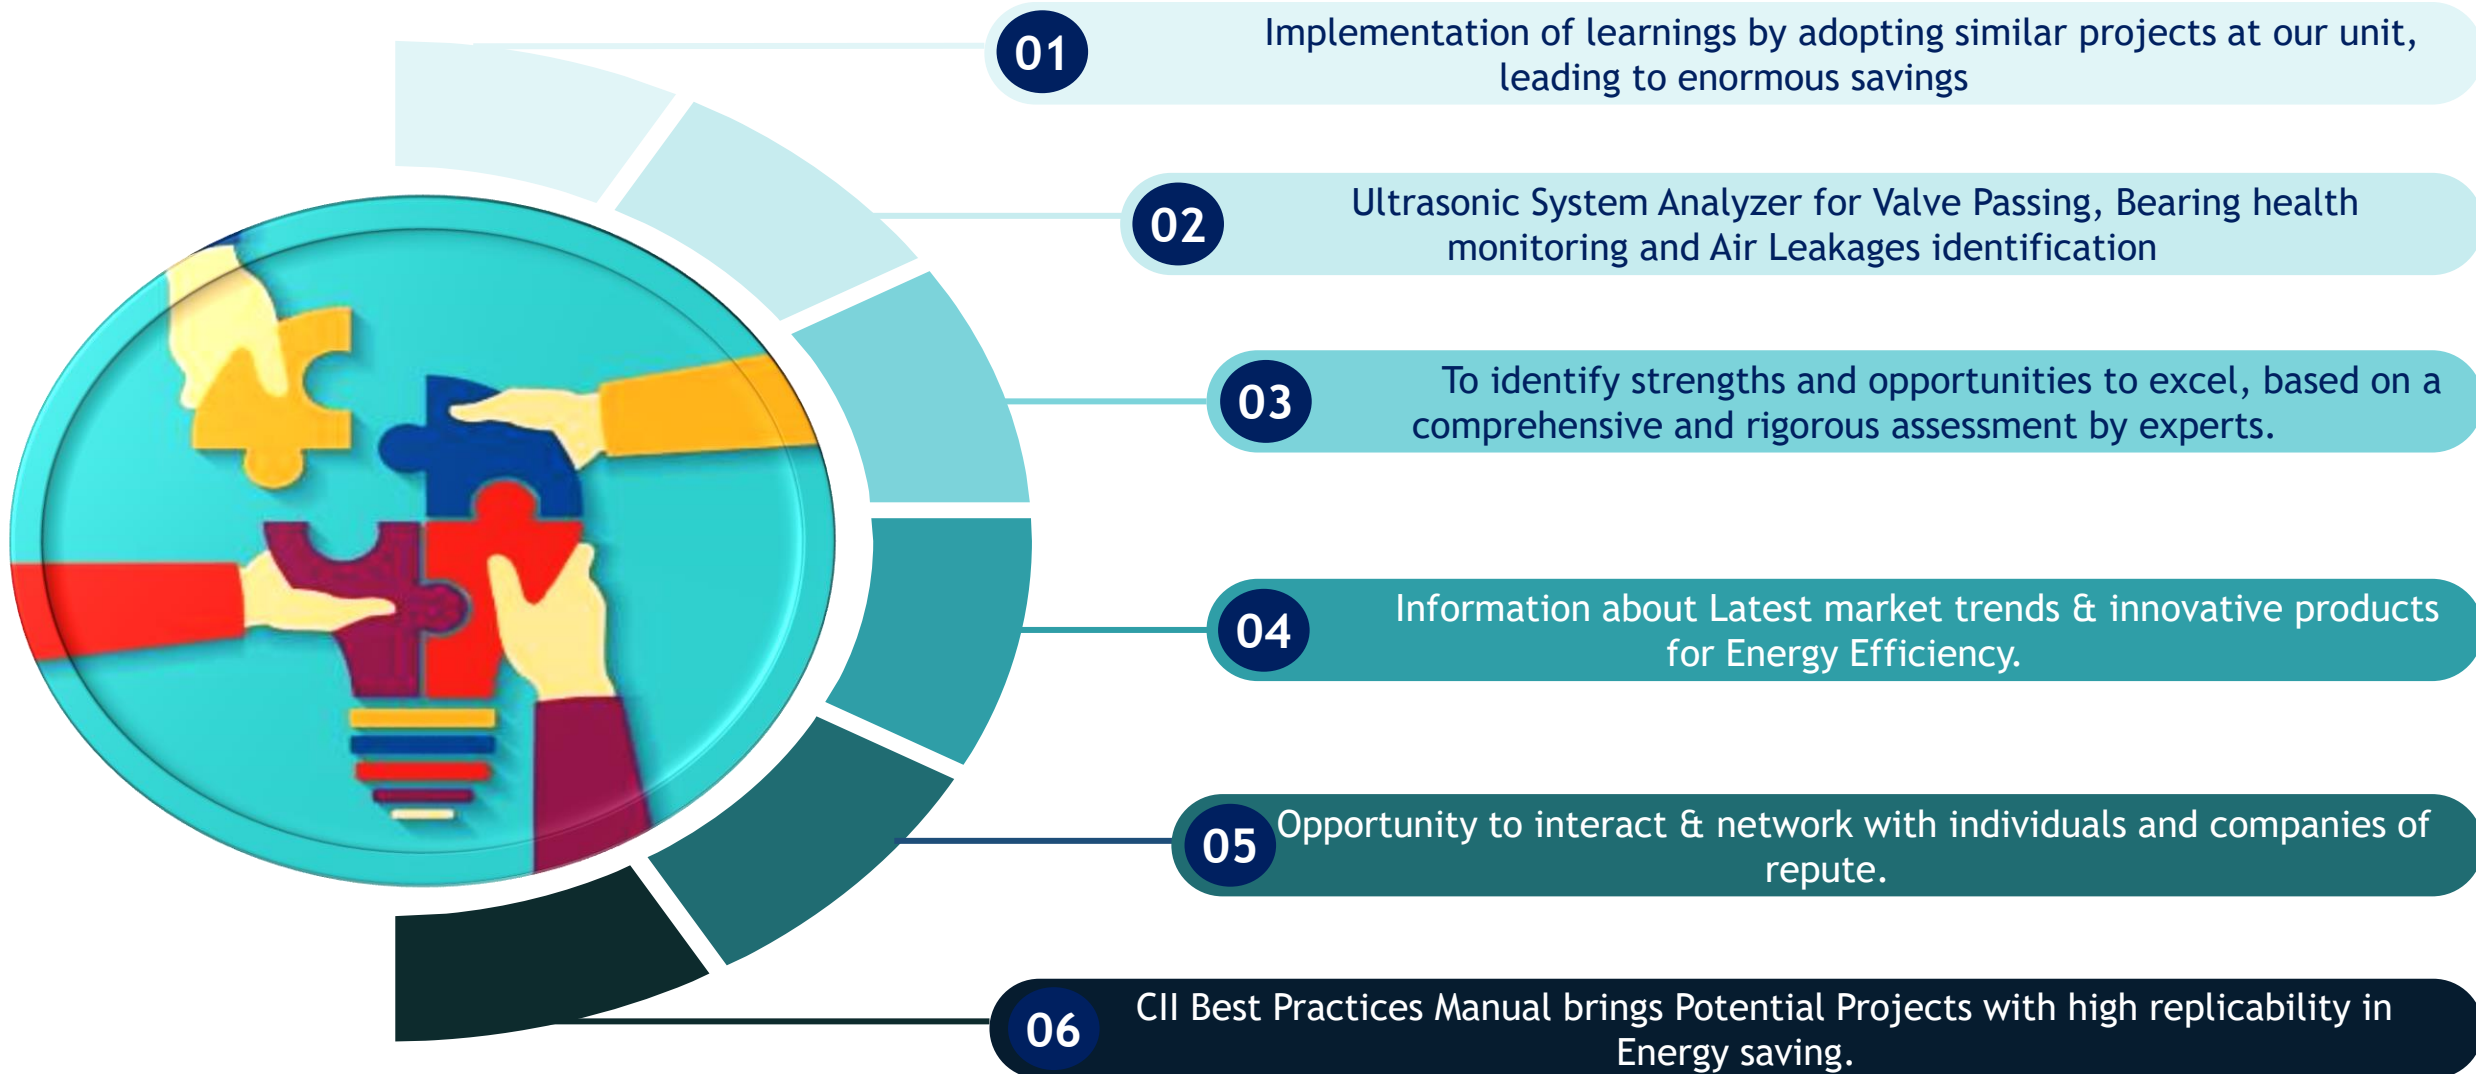 01
Implementation of learnings by adopting similar projects at our unit,
leading to enormous savings
02
Ultrasonic System Analyzer for Valve Passing, Bearing health
monitoring and Air Leakages identification
03
To identify strengths and opportunities to excel, based on a
comprehensive and rigorous assessment by experts.
04
Information about Latest market trends & innovative products
for Energy Efficiency.
05
Opportunity to interact & network with individuals and companies of
repute.
06
CII Best Practices Manual brings Potential Projects with high replicability in
Energy saving.